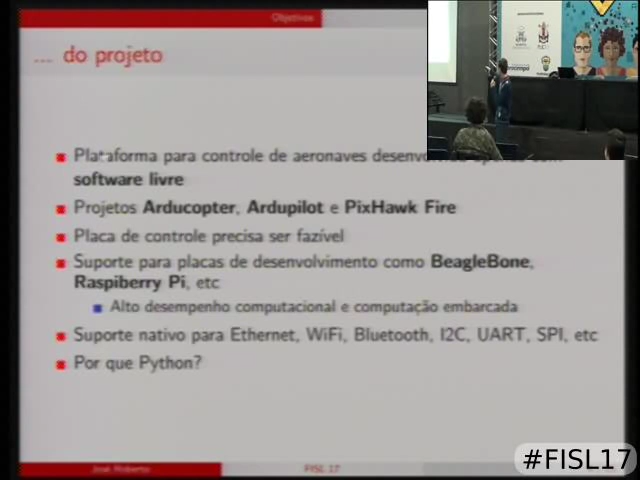 Objetivos
... do projeto
Plataforma para controle de aeronaves
software livre
Projetos Arducopter, Ardupilot e PixHawk Fire
Placa de controle precisa ser fazível
Suporte para placas de desenvolvimento como BeagleBone,
Raspiberry Pi, etc
Alto desempenho computacional e computação embarcada
Suporte nativo para Ethernet, WiFi, Bluetooth, I2C, UART, SPI, etc
Por que Python?
José Roberto
FISL 17
#FISL17